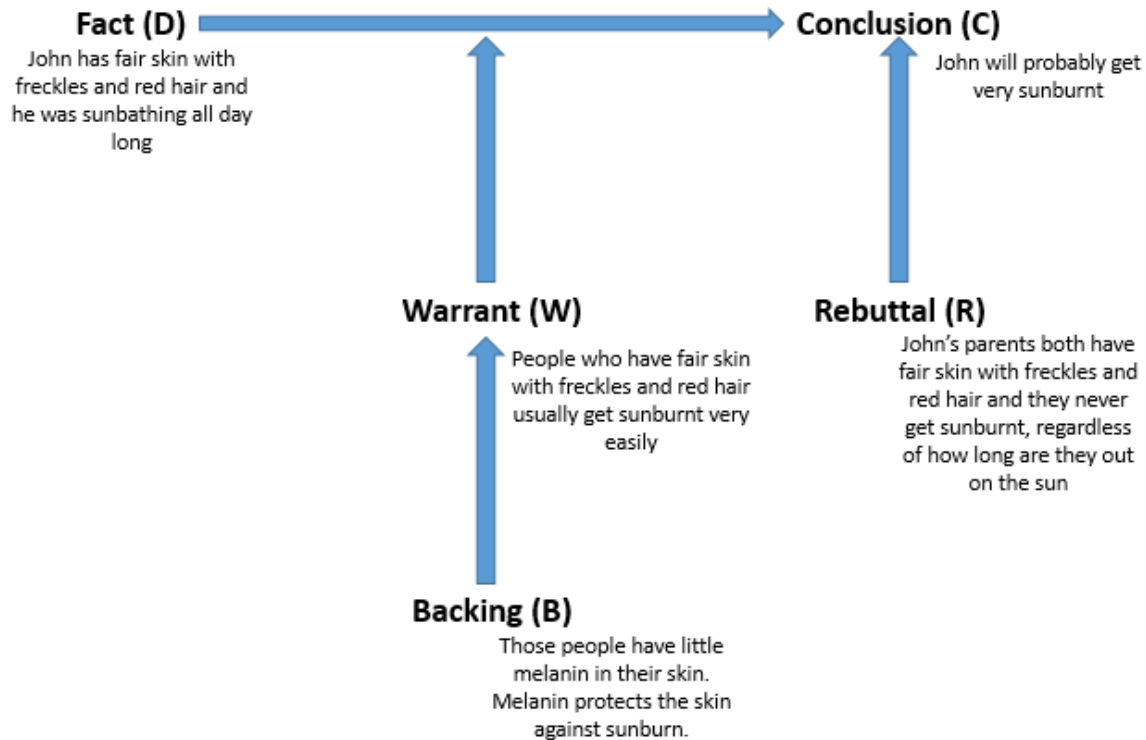 Fact (D)
John has fair skin with
freckles and red hair and
he was sunbathing all day
long
Conclusion (C)
John will probably get
very sunburnt
Warrant (W)
People who have fair skin
with freckles and red hair
usually get sunburnt very
easily
Rebuttal (R)
John’s parents both have
fair skin with freckles and
red hair and they never
get sunburnt, regardless
of how long are they out
on the sun
Backing (B)
Those people have little
melanin in their skin.
Melanin protects the skin
against sunburn.